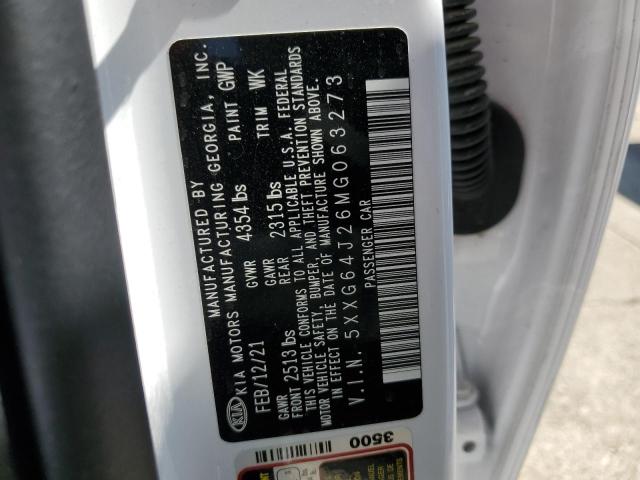 MANUFACTURED BY
KIA KIA MOTORS MANUFACTURING GEORGIA, INC.
FEB/12/21 GVWR 4354 lbs PAINT GWP
GAWR GAWR TRIM WK
FRONT 2513 lbs REAR 2315 lbs
THIS VEHICLE CONFORMS TO ALL APPLICABLE U.S.A. FEDERAL
MOTOR VEHICLE SAFETY, BUMPER, AND THEFT PREVENTION STANDARDS
IN EFFECT ON THE DATE OF MANUFACTURE SHOWN ABOVE.
V.I.N. 5XXG64J26MG063273
PASSENGER CAR
3500